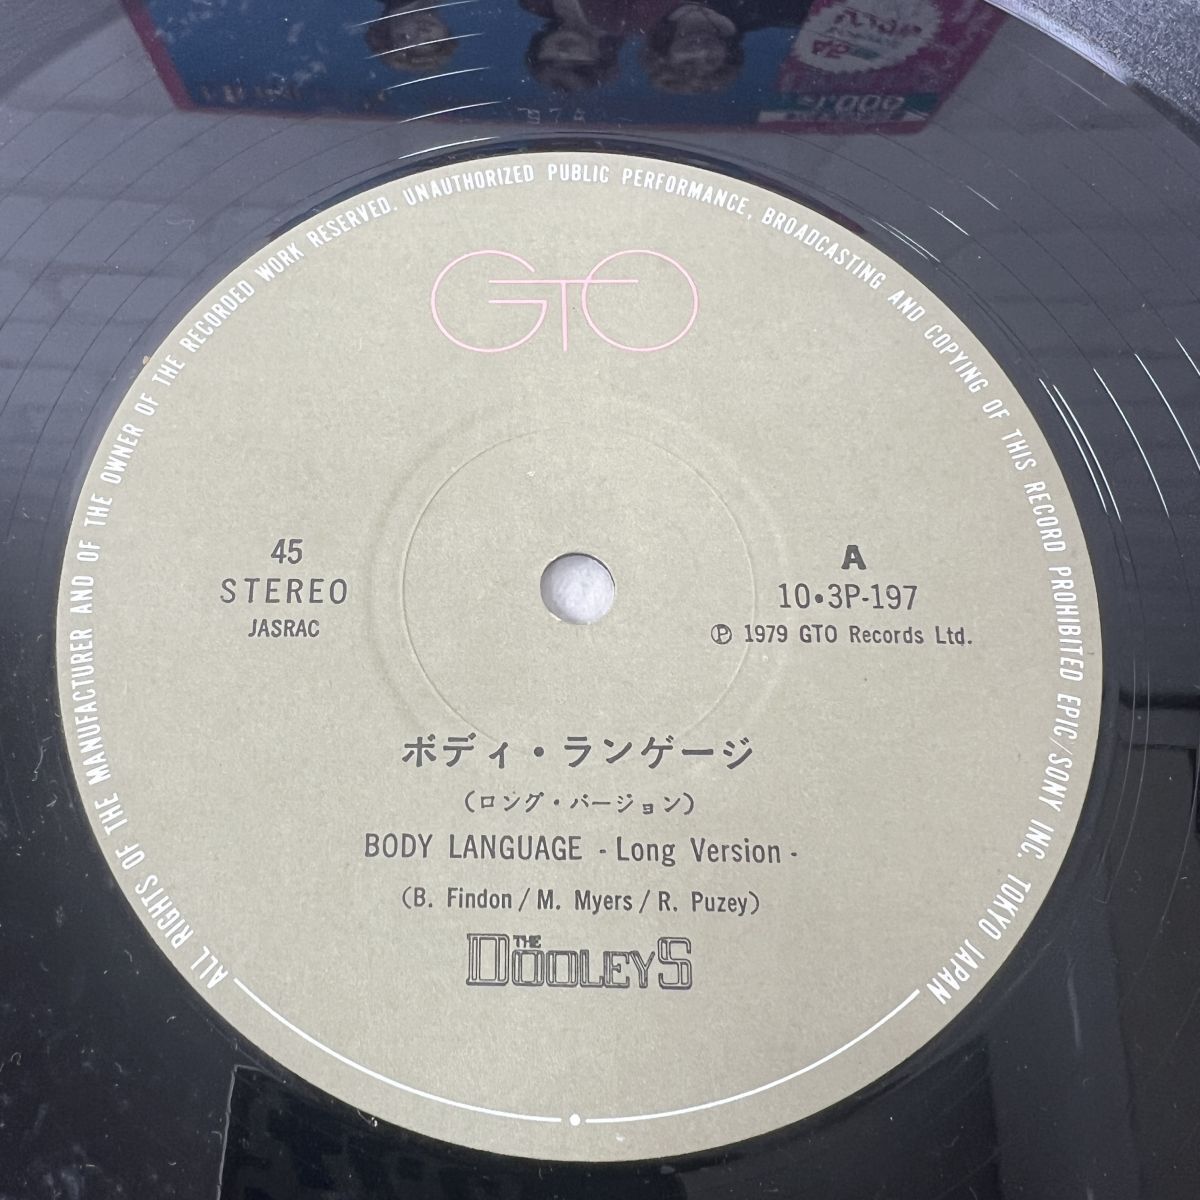 ALL RIGHTS OF THE MANUFACTURER AND OF THE OWNER OF THE RECORDED WORK RESERVED. UNAUTHORIZED PUBLIC PERFORMANCE, BROADCASTING AND COPYING OF THIS RECORD PROHIBITED EPIC/SONY INC. TOKYO JAPAN
GTO
45
STEREO
JASRAC
A
10•3P-197
Ⓟ 1979 GTO Records Ltd.
ボディ・ランゲージ
(ロング・バージョン)
BODY LANGUAGE - Long Version -
(B. Findon / M. Myers / R. Puzey)
THE DOOLEYS